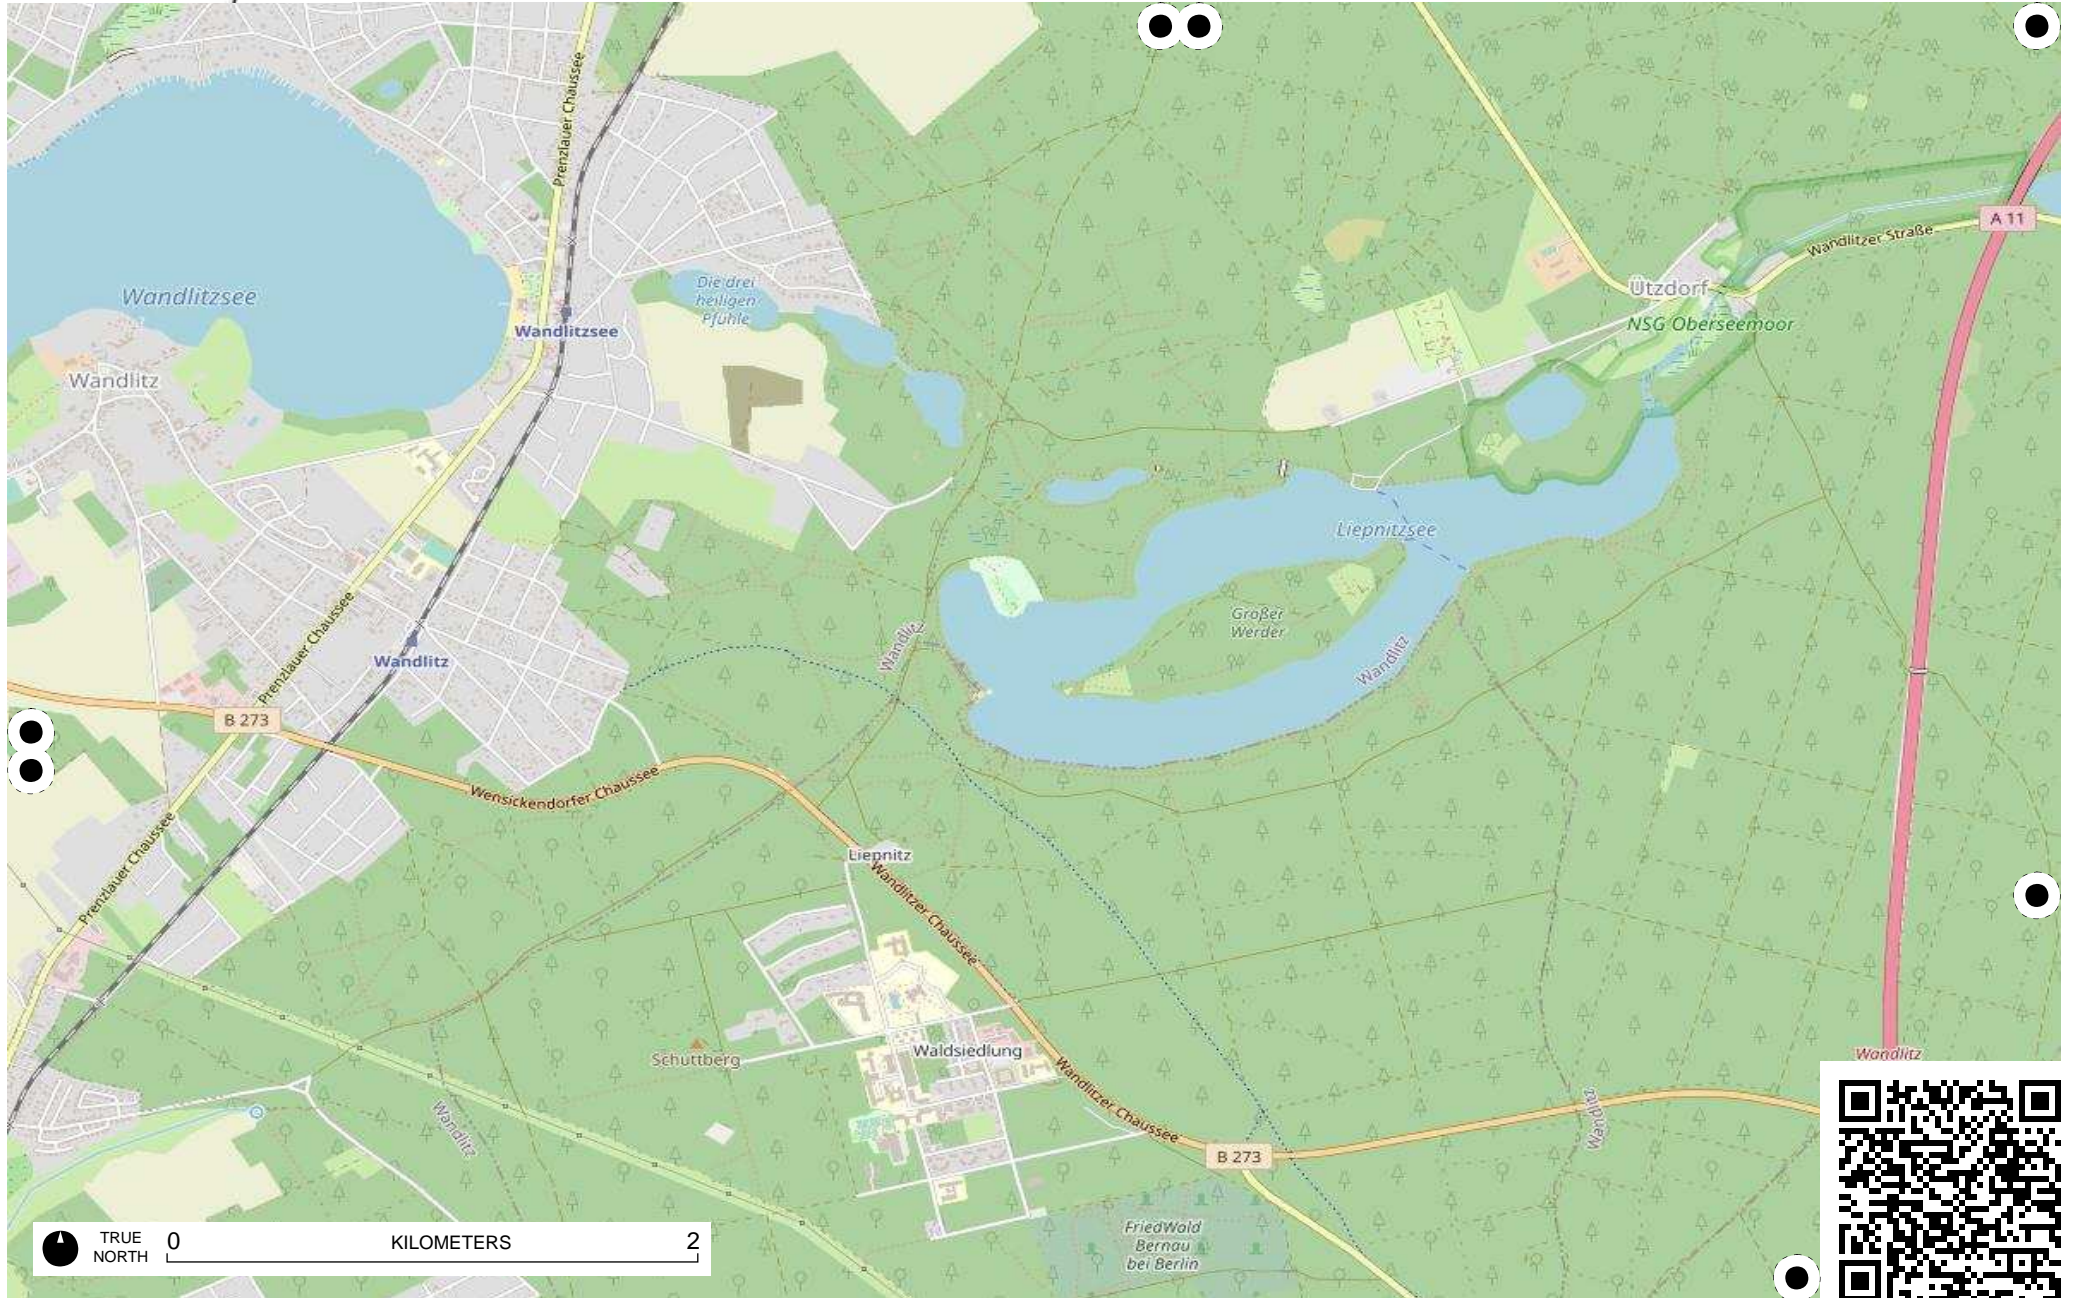 Prenzlauer Chaussee
Die drei
heiligen
Pfühle
Wandlitzsee
Wandlitzsee
Wandlitz
A 11
Wandlitzer Straße
Ützdorf
NSG Oberseemoor
Liepnitzsee
Großer
Werder
Wandlitz
Wandlitz
Prenzlauer Chaussee
Wandlitz
B 273
Wensickendorfer Chaussee
Prenzlauer Chaussee
Liepnitz
Wandlitzer Chaussee
Schuttberg
Waldsiedlung
Wandlitz
Wandlitzer Chaussee
Wandlitz
Wandlitz
B 273
FriedWald
Bernau
bei Berlin
TRUE
NORTH
0 KILOMETERS 2